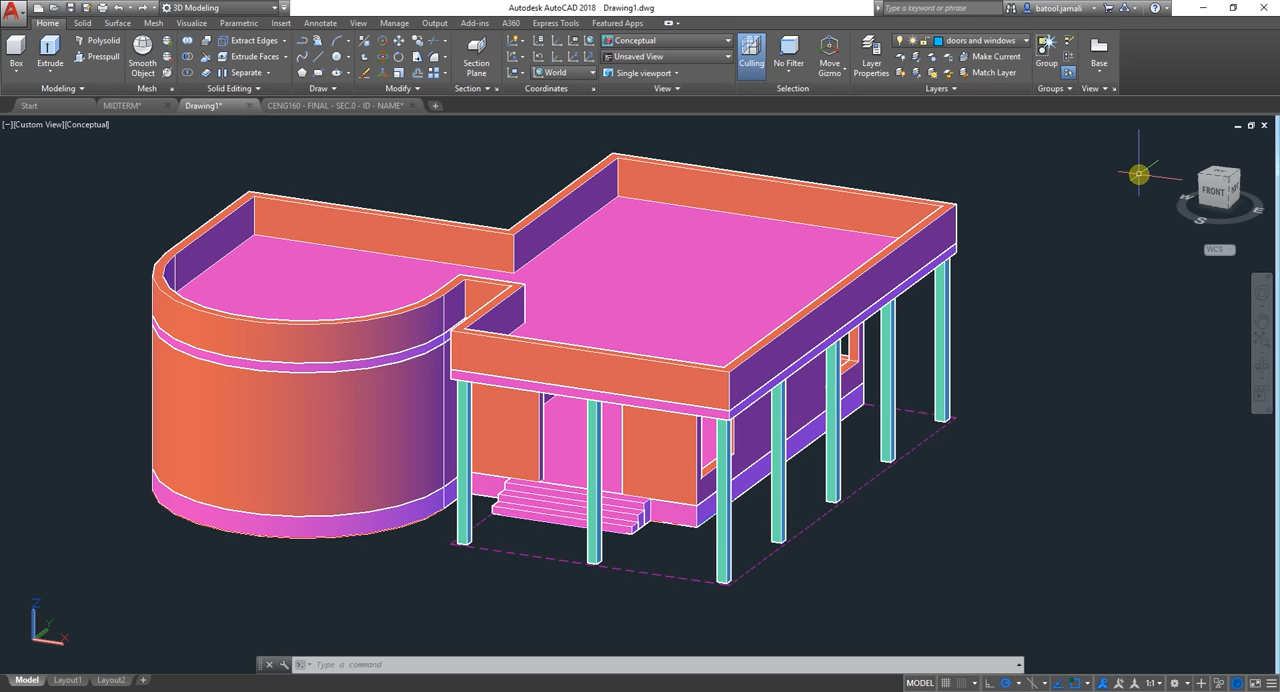 3D Modeling
Autodesk AutoCAD 2018 Drawing1.dwg
Type a keyword or phrase
batool.jamali
Home Solid Surface Mesh Visualize Parametric Insert Annotate View Manage Output Add-ins A360 Express Tools Featured Apps
Polysolid
Presspull
Box
Extrude
Smooth
Object
Extrude Edges
Extrude Faces
Separate
Section
Plane
World
Conceptual
Unsaved View
Single viewport
Culling
No Filter
Move
Gizmo
Layer
Properties
doors and windows
Make Current
Match Layer
Group
Base
Modeling
Mesh
Solid Editing
Draw
Modify
Section
Coordinates
View
Selection
Layers
Groups
View
Start
MIDTERM*
Drawing1*
CENG160 - FINAL - SEC.0 - ID - NAME*
[−][Custom View][Conceptual]
FRONT
W
S
E
WCS
Z
Y
X
Type a command
Model
Layout1
Layout2
MODEL
1:1